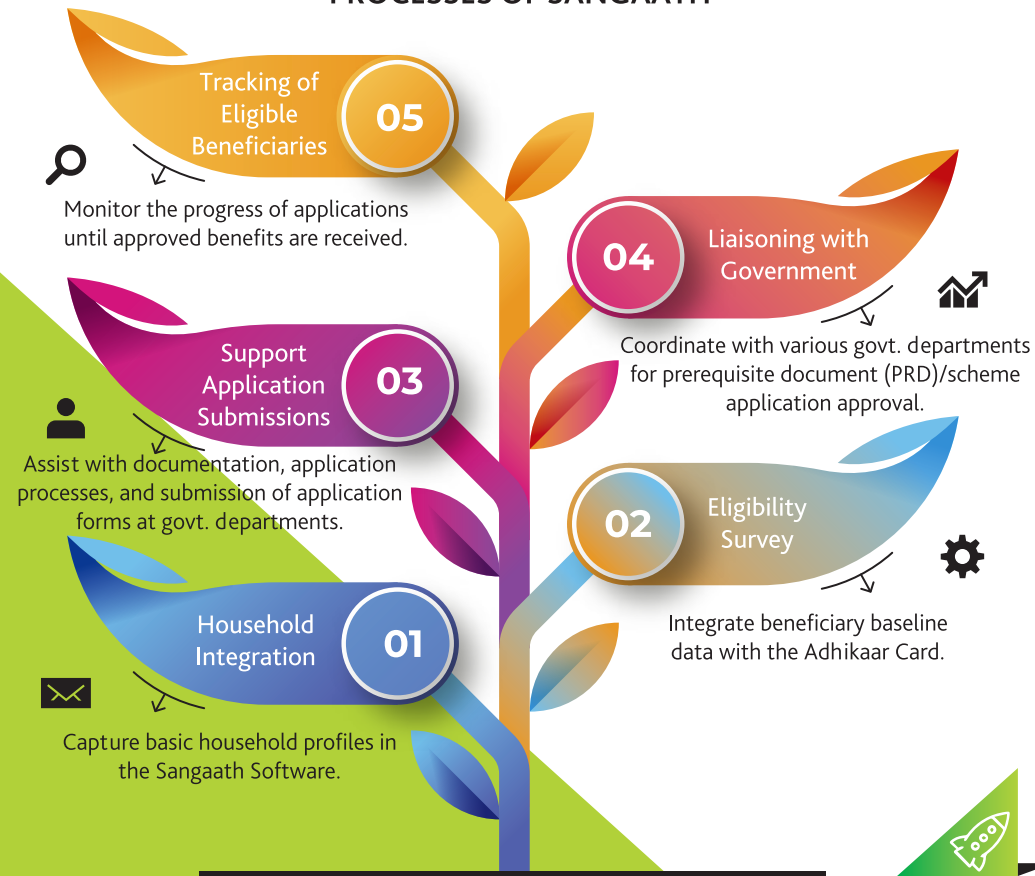 PROCESSES OF SANGAATH
Tracking of
Eligible
Beneficiaries
05
Monitor the progress of applications
until approved benefits are received.
04
Liaisoning with
Government
Coordinate with various govt. departments
for prerequisite document (PRD)/scheme
application approval.
Support
Application
Submissions
03
Assist with documentation, application
processes, and submission of application
forms at govt. departments.
02
Eligibility
Survey
Integrate beneficiary baseline
data with the Adhikaar Card.
Household
Integration
01
Capture basic household profiles in
the Sangaath Software.